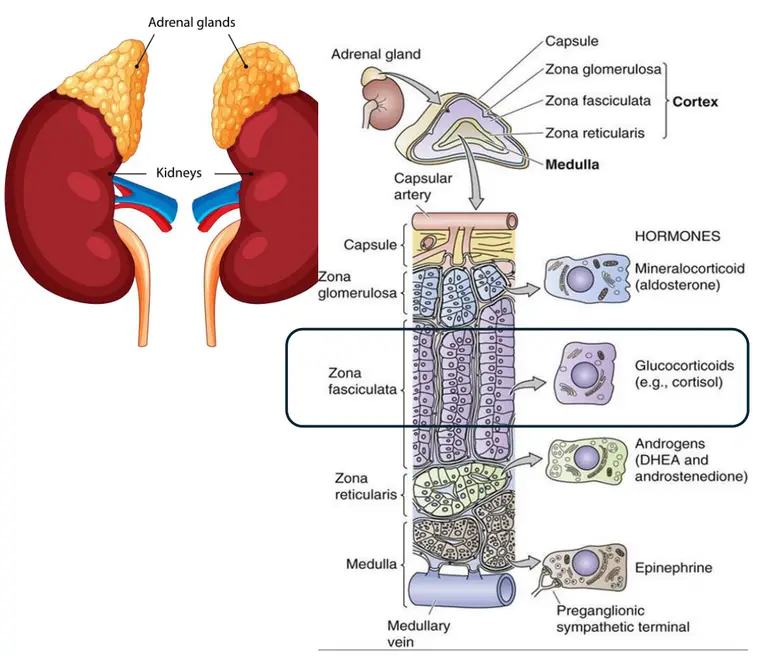 Adrenal glands
Kidneys
Adrenal gland
Capsule
Zona glomerulosa
Zona fasciculata
Cortex
Zona reticularis
Medulla
Capsular
artery
Capsule
Zona
glomerulosa
Zona
fasciculata
Zona
reticularis
Medulla
Medullary
vein
HORMONES
Mineralocorticoid
(aldosterone)
Glucocorticoids
(e.g., cortisol)
Androgens
(DHEA and
androstenedione)
Epinephrine
Preganglionic
sympathetic terminal